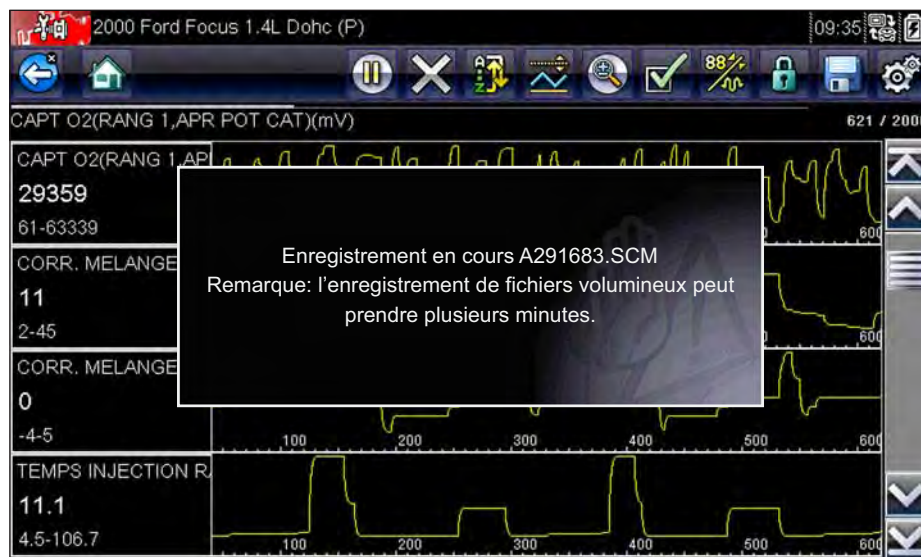 2000 Ford Focus 1.4L Dohc (P)
09:35
CAPT O2(RANG 1,APR POT CAT)(mV)
621 / 2000
CAPT O2(RANG 1,AP
29359
61-63339
600
CORR. MELANGE
11
2-45
600
Enregistrement en cours A291683.SCM
Remarque: l’enregistrement de fichiers volumineux peut
prendre plusieurs minutes.
CORR. MELANGE
0
-4-5
100 200 300 400 500 600
TEMPS INJECTION R
11.1
4.5-106.7
100 200 300 400 500 600